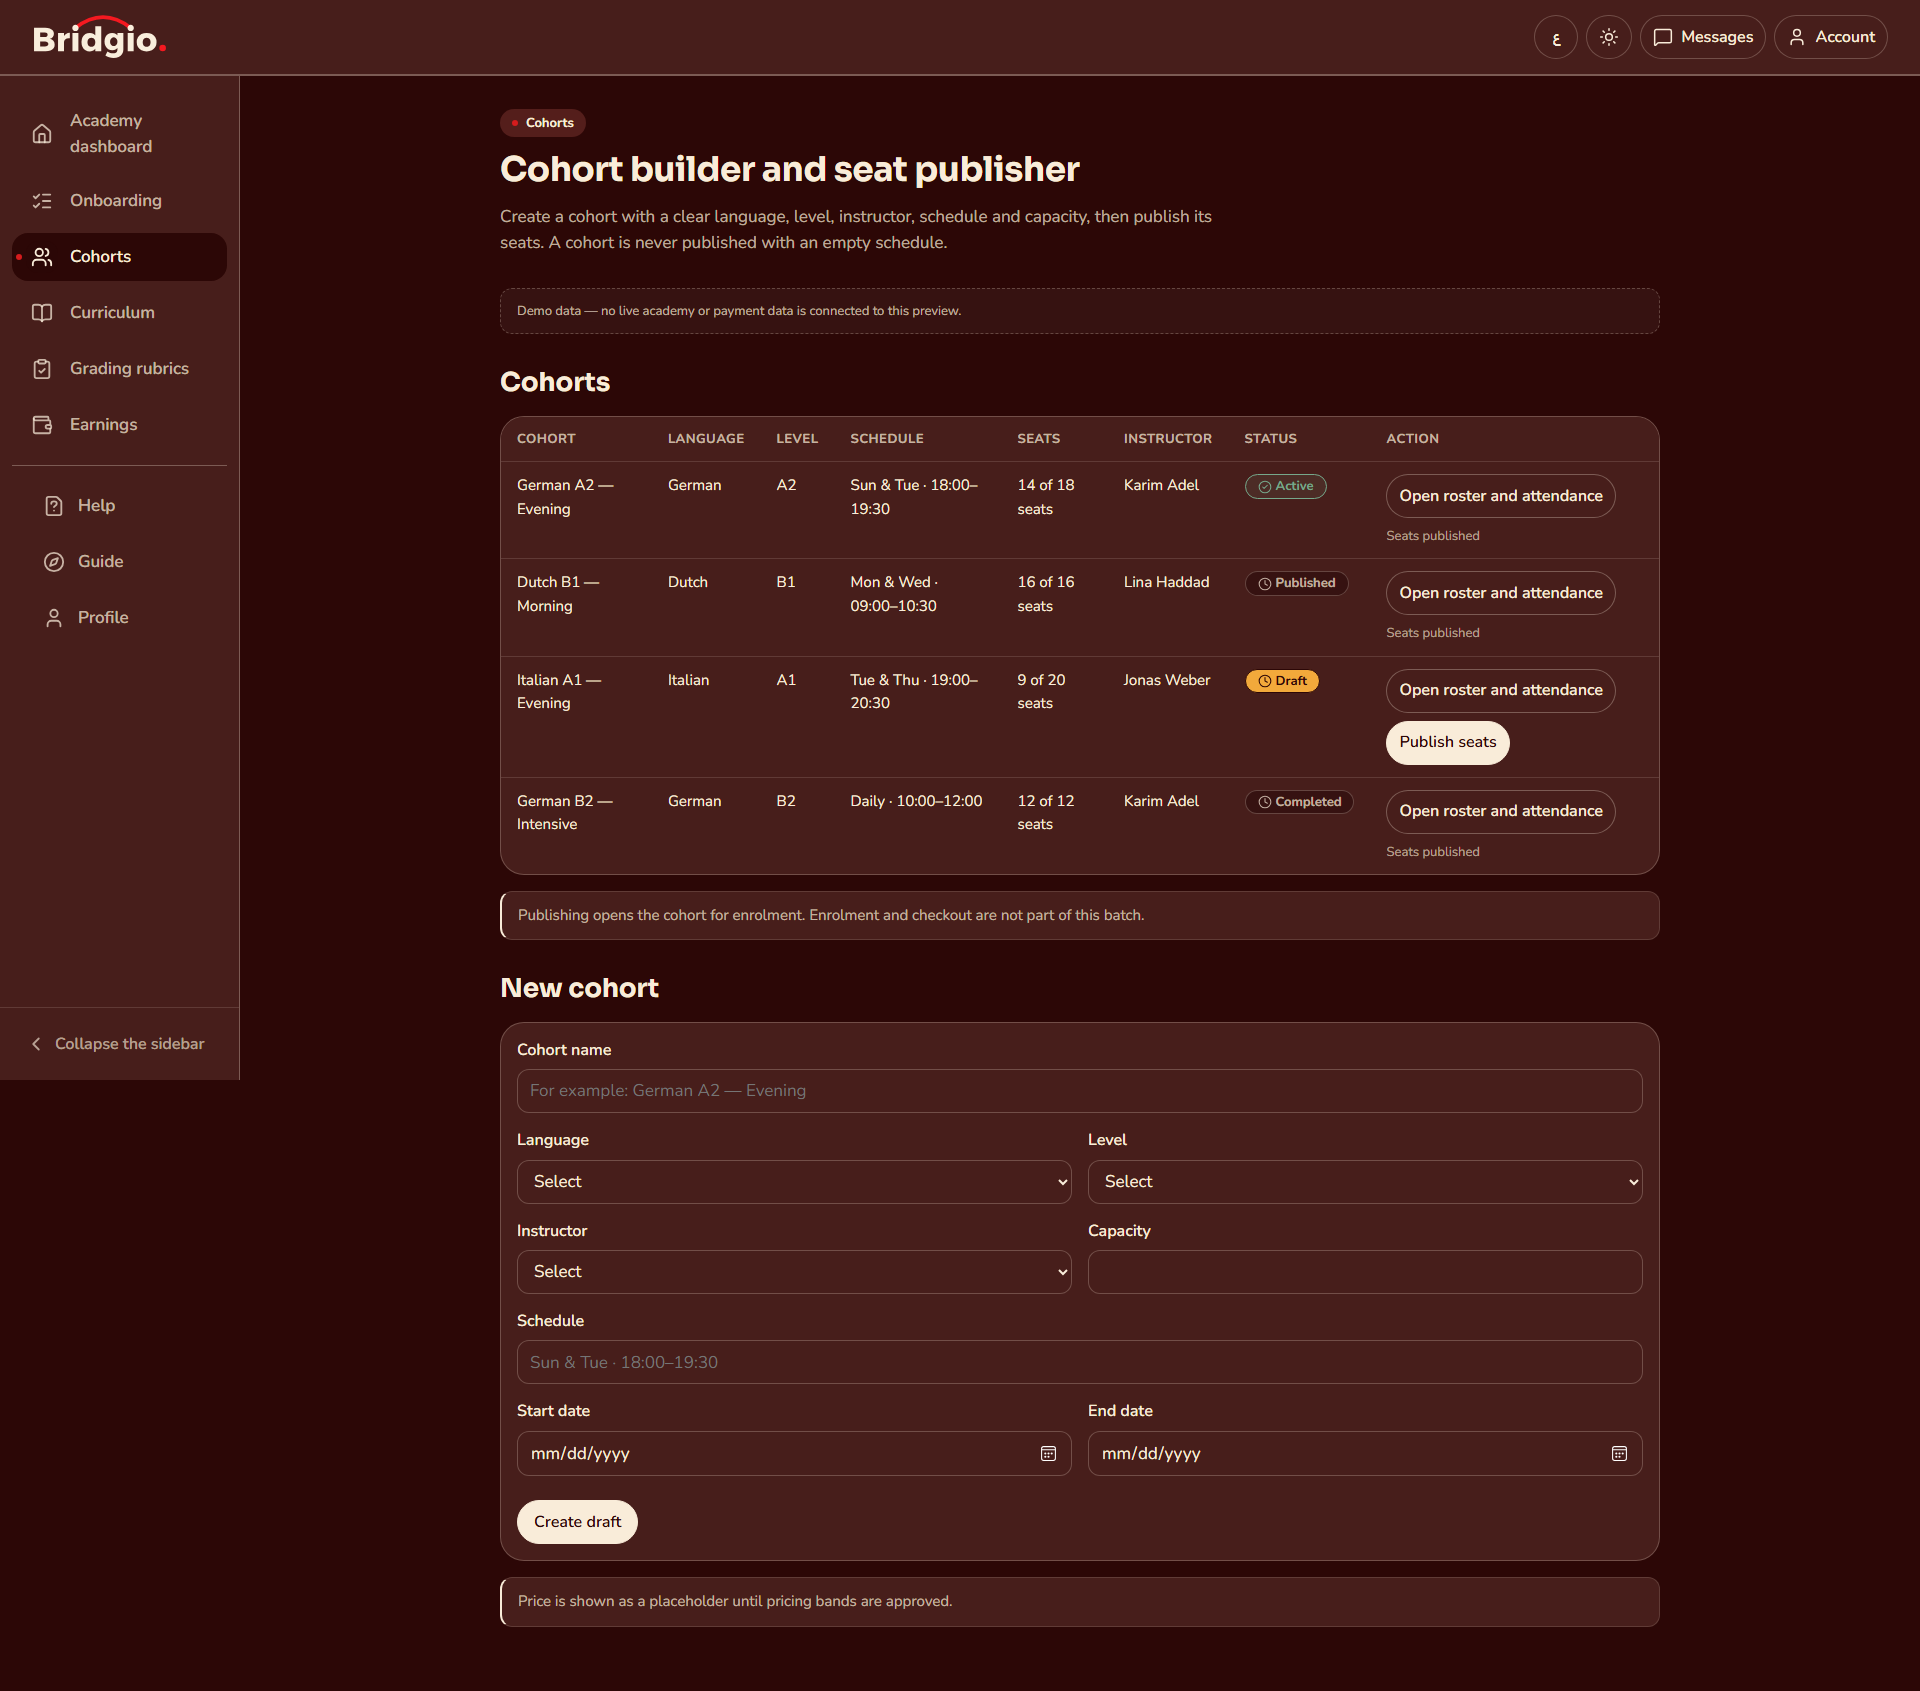 Bridgio.
ع
Messages
Account
Academy
dashboard
Onboarding
Cohorts
Curriculum
Grading rubrics
Earnings
Help
Guide
Profile
Collapse the sidebar
Cohorts
Cohort builder and seat publisher
Create a cohort with a clear language, level, instructor, schedule and capacity, then publish its
seats. A cohort is never published with an empty schedule.
Demo data — no live academy or payment data is connected to this preview.
Cohorts
COHORT LANGUAGE LEVEL SCHEDULE SEATS INSTRUCTOR STATUS ACTION
German A2 — German A2 Sun & Tue · 18:00– 14 of 18 Karim Adel Active Open roster and attendance
Evening 19:30 seats
Seats published
Dutch B1 — Dutch B1 Mon & Wed · 16 of 16 Lina Haddad Published Open roster and attendance
Morning 09:00–10:30 seats
Seats published
Italian A1 — Italian A1 Tue & Thu · 19:00– 9 of 20 Jonas Weber Draft Open roster and attendance
Evening 20:30 seats
Publish seats
German B2 — German B2 Daily · 10:00–12:00 12 of 12 Karim Adel Completed Open roster and attendance
Intensive seats
Seats published
Publishing opens the cohort for enrolment. Enrolment and checkout are not part of this batch.
New cohort
Cohort name
For example: German A2 — Evening
Language Level
Select Select
Instructor Capacity
Select
Schedule
Sun & Tue · 18:00–19:30
Start date End date
mm/dd/yyyy mm/dd/yyyy
Create draft
Price is shown as a placeholder until pricing bands are approved.